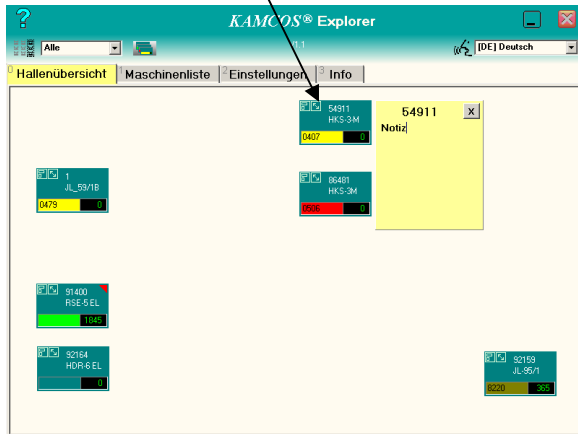 ? KAMCOS® Explorer
Alle 1.1 [DE] Deutsch
0 Hallenübersicht 1 Maschinenliste 2 Einstellungen 3 Info
54911
HKS-3-M
0407 0
54911 x
Notiz
1
JL_59/1B
0479 0
86481
HKS-3M
0506 0
91400
RSE-5 EL
1845
92164
HDR-6 EL
0
92159
JL-95/1
8220 365